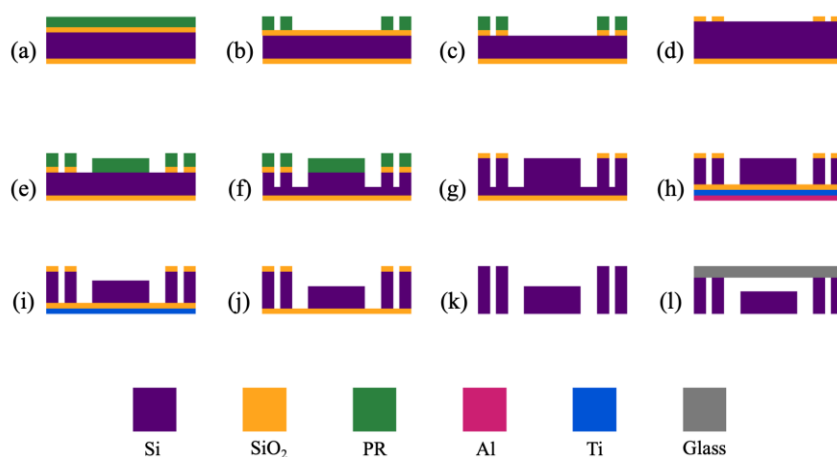 (a) (b) (c) (d)
(e) (f) (g) (h)
(i) (j) (k) (l)
Si SiO₂ PR Al Ti Glass